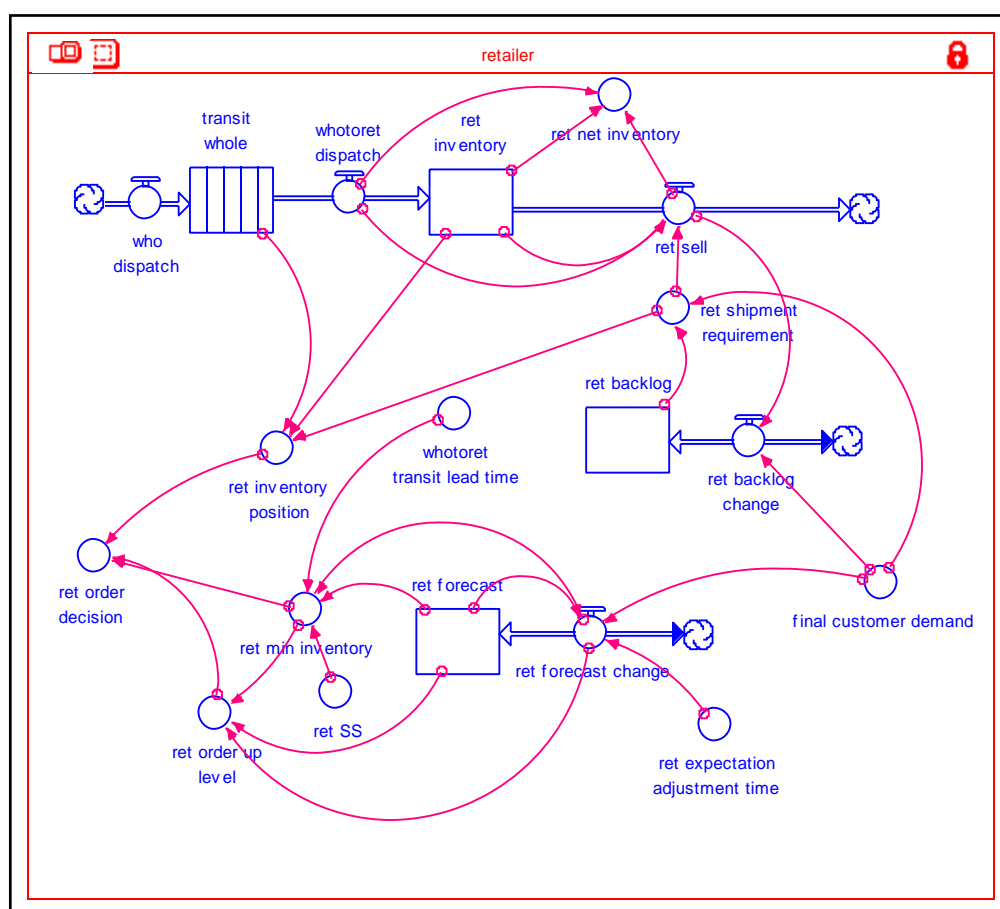 retailer
transit
whole
whotoret
dispatch
ret
inventory
ret net inventory
who
dispatch
ret sell
ret shipment
requirement
ret backlog
whotoret
transit lead time
ret inventory
position
ret backlog
change
ret order
decision
ret forecast
final customer demand
ret min inventory
ret forecast change
ret SS
ret order up
level
ret expectation
adjustment time